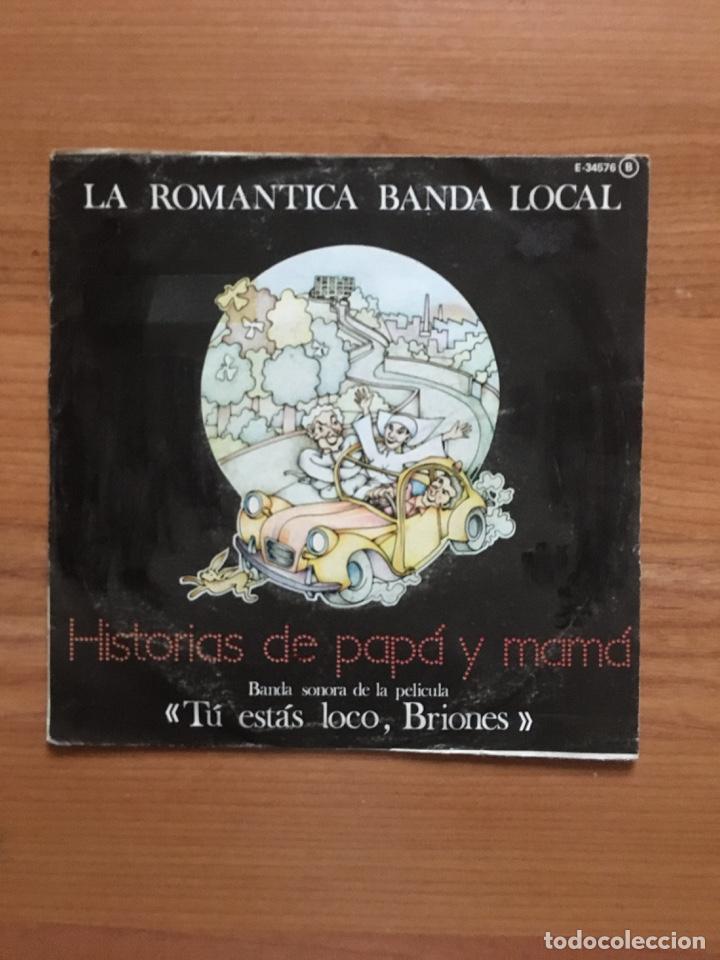 E-34576 B
LA ROMANTICA BANDA LOCAL
Historias de papá y mamá
Banda sonora de la pelicula
«Tú estás loco, Briones»
todocoleccion